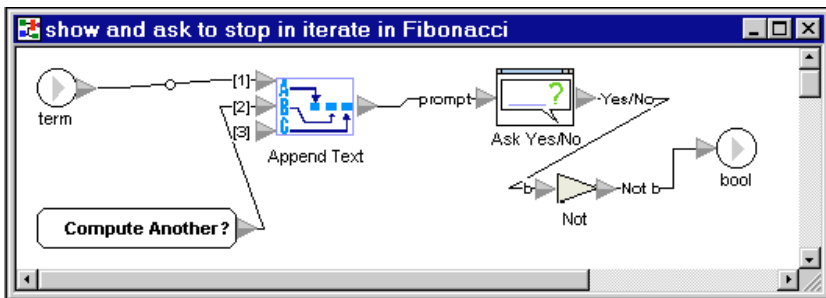 show and ask to stop in iterate in Fibonacci
term
[1]
[2]
[3]
A
B
C
Append Text
prompt
?
Yes/No
Ask Yes/No
b
Not b
Not
bool
Compute Another?